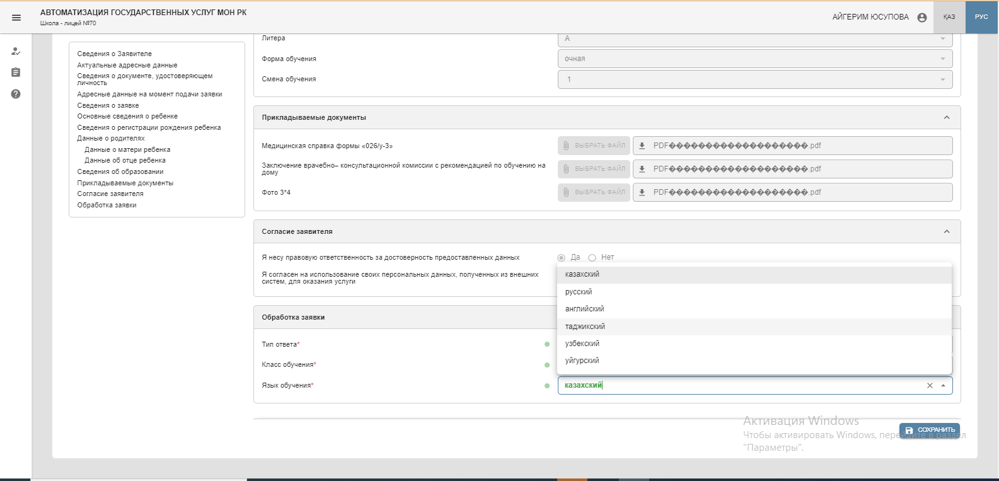 АВТОМАТИЗАЦИЯ ГОСУДАРСТВЕННЫХ УСЛУГ МОН РК
Школа - лицей №70
АЙГЕРИМ ЮСУПОВА
ҚАЗ
РУС
Сведения о Заявителе
Актуальные адресные данные
Сведения о документе, удостоверяющем
личность
Адресные данные на момент подачи заявки
Сведения о заявке
Основные сведения о ребенке
Сведения о регистрации рождения ребенка
Данные о родителях
Данные о матери ребенка
Данные об отце ребенка
Сведения об образовании
Прикладываемые документы
Согласие заявителя
Обработка заявки
Литера
А
Форма обучения
очная
Смена обучения
1
Прикладываемые документы
Медицинская справка формы «026/у-3»
ВЫБРАТЬ ФАЙЛ
PDF������������������������.pdf
Заключение врачебно– консультационной комиссии с рекомендацией по обучению на
дому
ВЫБРАТЬ ФАЙЛ
PDF������������������������.pdf
Фото 3*4
ВЫБРАТЬ ФАЙЛ
PDF������������������������.pdf
Согласие заявителя
Я несу правовую ответственность за достоверность предоставленных данных
Да
Нет
Я согласен на использование своих персональных данных, полученных из внешних
систем, для оказания услуги
казахский
русский
английский
таджикский
узбекский
уйгурский
Обработка заявки
Тип ответа*
Класс обучения*
Язык обучения*
казахский
СОХРАНИТЬ
Активация Windows
Чтобы активировать Windows, перейдите в раздел
"Параметры".